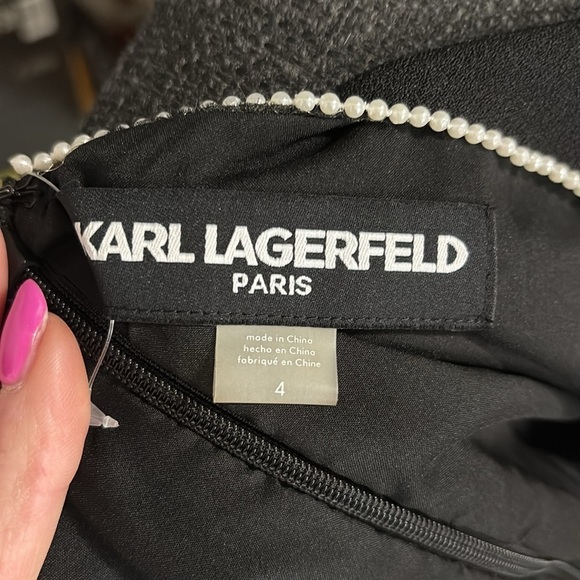 KARL LAGERFELD
PARIS
made in China
hecho en China
fabriqué en Chine
4